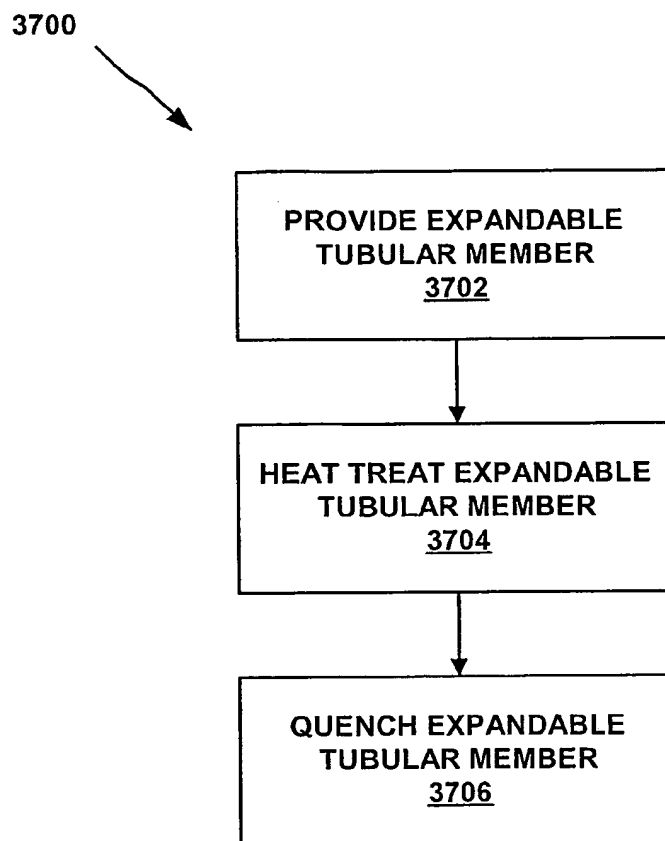 3700
PROVIDE EXPANDABLE
TUBULAR MEMBER
3702
HEAT TREAT EXPANDABLE
TUBULAR MEMBER
3704
QUENCH EXPANDABLE
TUBULAR MEMBER
3706